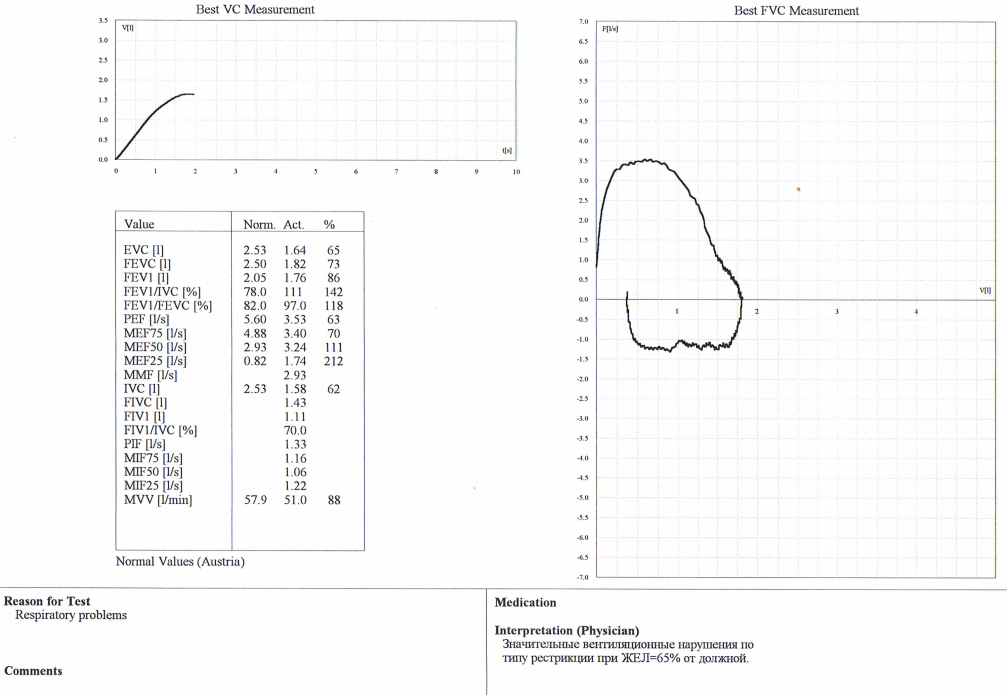 Best VC Measurement
V[l]
3.5
3.0
2.5
2.0
1.5
1.0
0.5
0.0
t[s]
0 1 2 3 4 5 6 7 8 9 10
Value Norm. Act. %
EVC [l] 2.53 1.64 65
FEVC [l] 2.50 1.82 73
FEV1 [l] 2.05 1.76 86
FEV1/IVC [%] 78.0 111 142
FEV1/FEVC [%] 82.0 97.0 118
PEF [l/s] 5.60 3.53 63
MEF75 [l/s] 4.88 3.40 70
MEF50 [l/s] 2.93 3.24 111
MEF25 [l/s] 0.82 1.74 212
MMF [l/s] 2.93
IVC [l] 2.53 1.58 62
FIVC [l] 1.43
FIV1 [l] 1.11
FIV1/IVC [%] 70.0
PIF [l/s] 1.33
MIF75 [l/s] 1.16
MIF50 [l/s] 1.06
MIF25 [l/s] 1.22
MVV [l/min] 57.9 51.0 88
Normal Values (Austria)
Best FVC Measurement
F[l/s]
7.0
6.5
6.0
5.5
5.0
4.5
4.0
3.5
3.0
2.5
2.0
1.5
1.0
0.5
0.0
-0.5
-1.0
-1.5
-2.0
-2.5
-3.0
-3.5
-4.0
-4.5
-5.0
-5.5
-6.0
-6.5
-7.0
V[l]
1 2 3 4
Reason for Test
Respiratory problems
Comments
Medication
Interpretation (Physician)
Значительные вентиляционные нарушения по
типу рестрикции при ЖЕЛ=65% от должной.